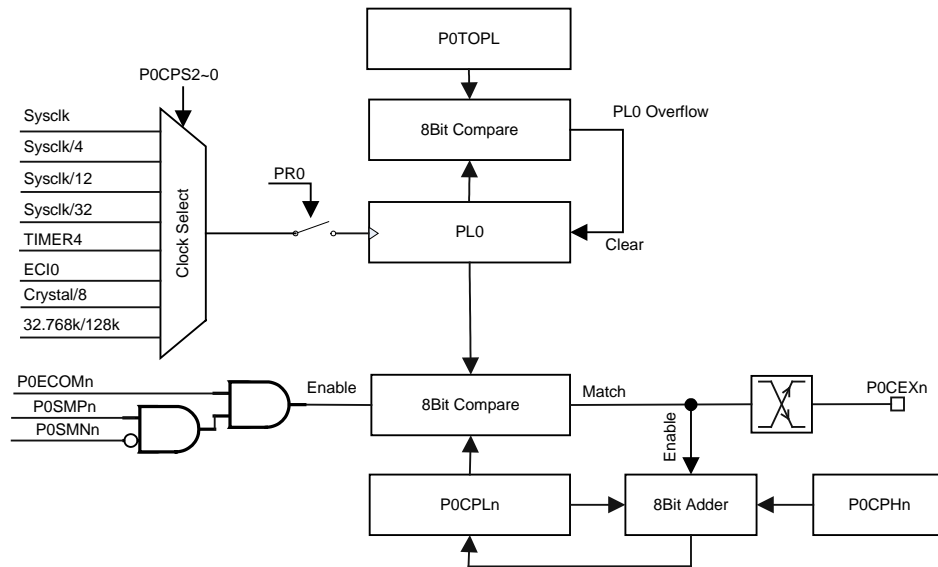 P0TOPL
P0CPS2~0
8Bit Compare
PL0 Overflow
Sysclk
Sysclk/4
Sysclk/12
Sysclk/32
TIMER4
ECI0
Crystal/8
32.768k/128k
Clock Select
PR0
PL0
Clear
P0ECOMn
P0SMPn
P0SMNn
Enable
8Bit Compare
Match
P0CEXn
Enable
P0CPLn
8Bit Adder
P0CPHn